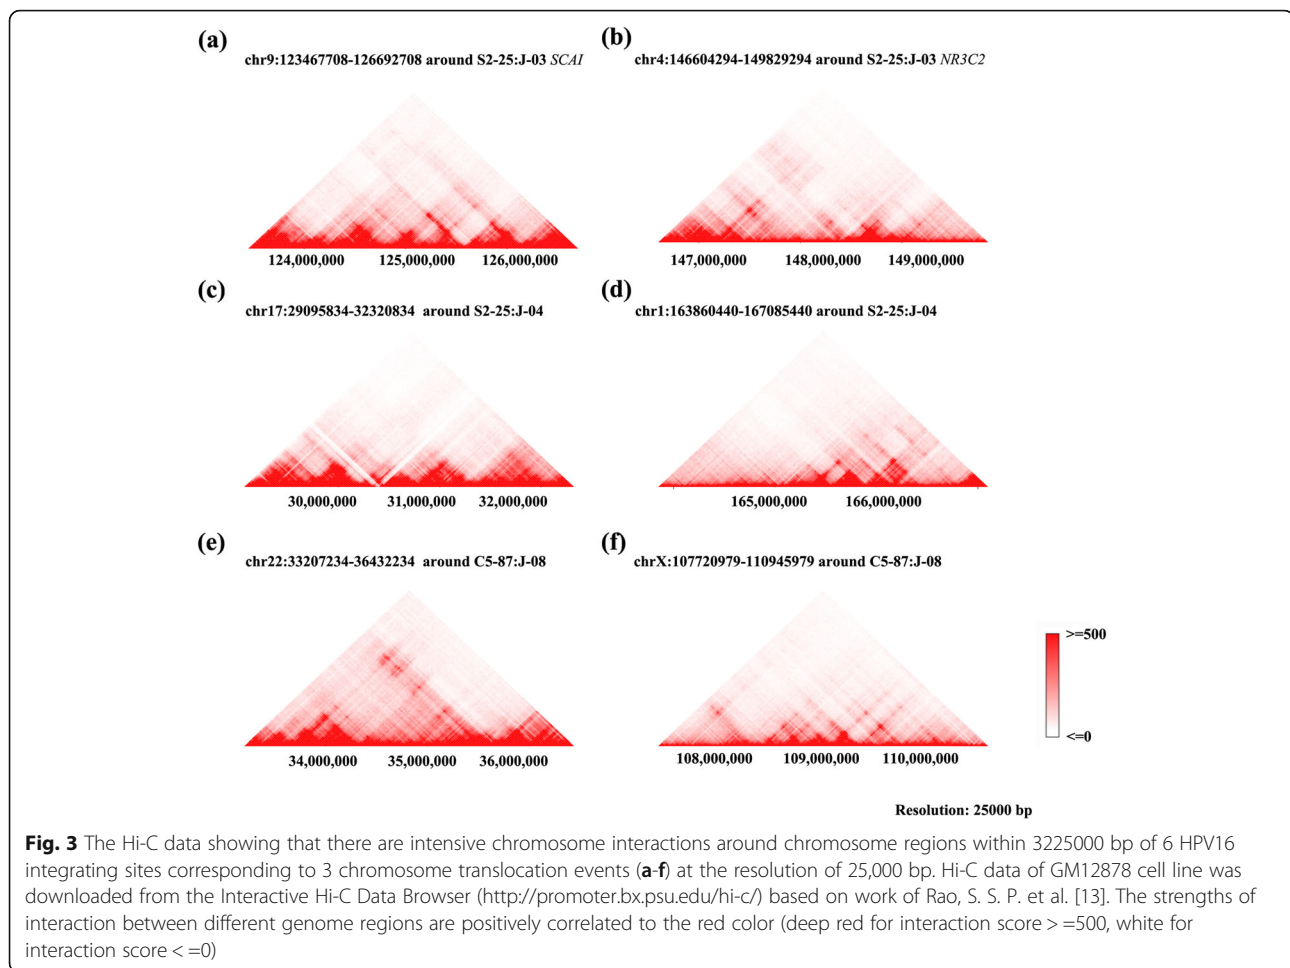 (a)
chr9:123467708-126692708 around S2-25:J-03 SCAI
124,000,000 125,000,000 126,000,000
(b)
chr4:146604294-149829294 around S2-25:J-03 NR3C2
147,000,000 148,000,000 149,000,000
(c)
chr17:29095834-32320834 around S2-25:J-04
30,000,000 31,000,000 32,000,000
(d)
chr1:163860440-167085440 around S2-25:J-04
165,000,000 166,000,000
(e)
chr22:33207234-36432234 around C5-87:J-08
34,000,000 35,000,000 36,000,000
(f)
chrX:107720979-110945979 around C5-87:J-08
108,000,000 109,000,000 110,000,000
>=500
<=0
Resolution: 25000 bp
Fig. 3 The Hi-C data showing that there are intensive chromosome interactions around chromosome regions within 3225000 bp of 6 HPV16
integrating sites corresponding to 3 chromosome translocation events (a-f) at the resolution of 25,000 bp. Hi-C data of GM12878 cell line was
downloaded from the Interactive Hi-C Data Browser (http://promoter.bx.psu.edu/hi-c/) based on work of Rao, S. S. P. et al. [13]. The strengths of
interaction between different genome regions are positively correlated to the red color (deep red for interaction score > =500, white for
interaction score < =0)